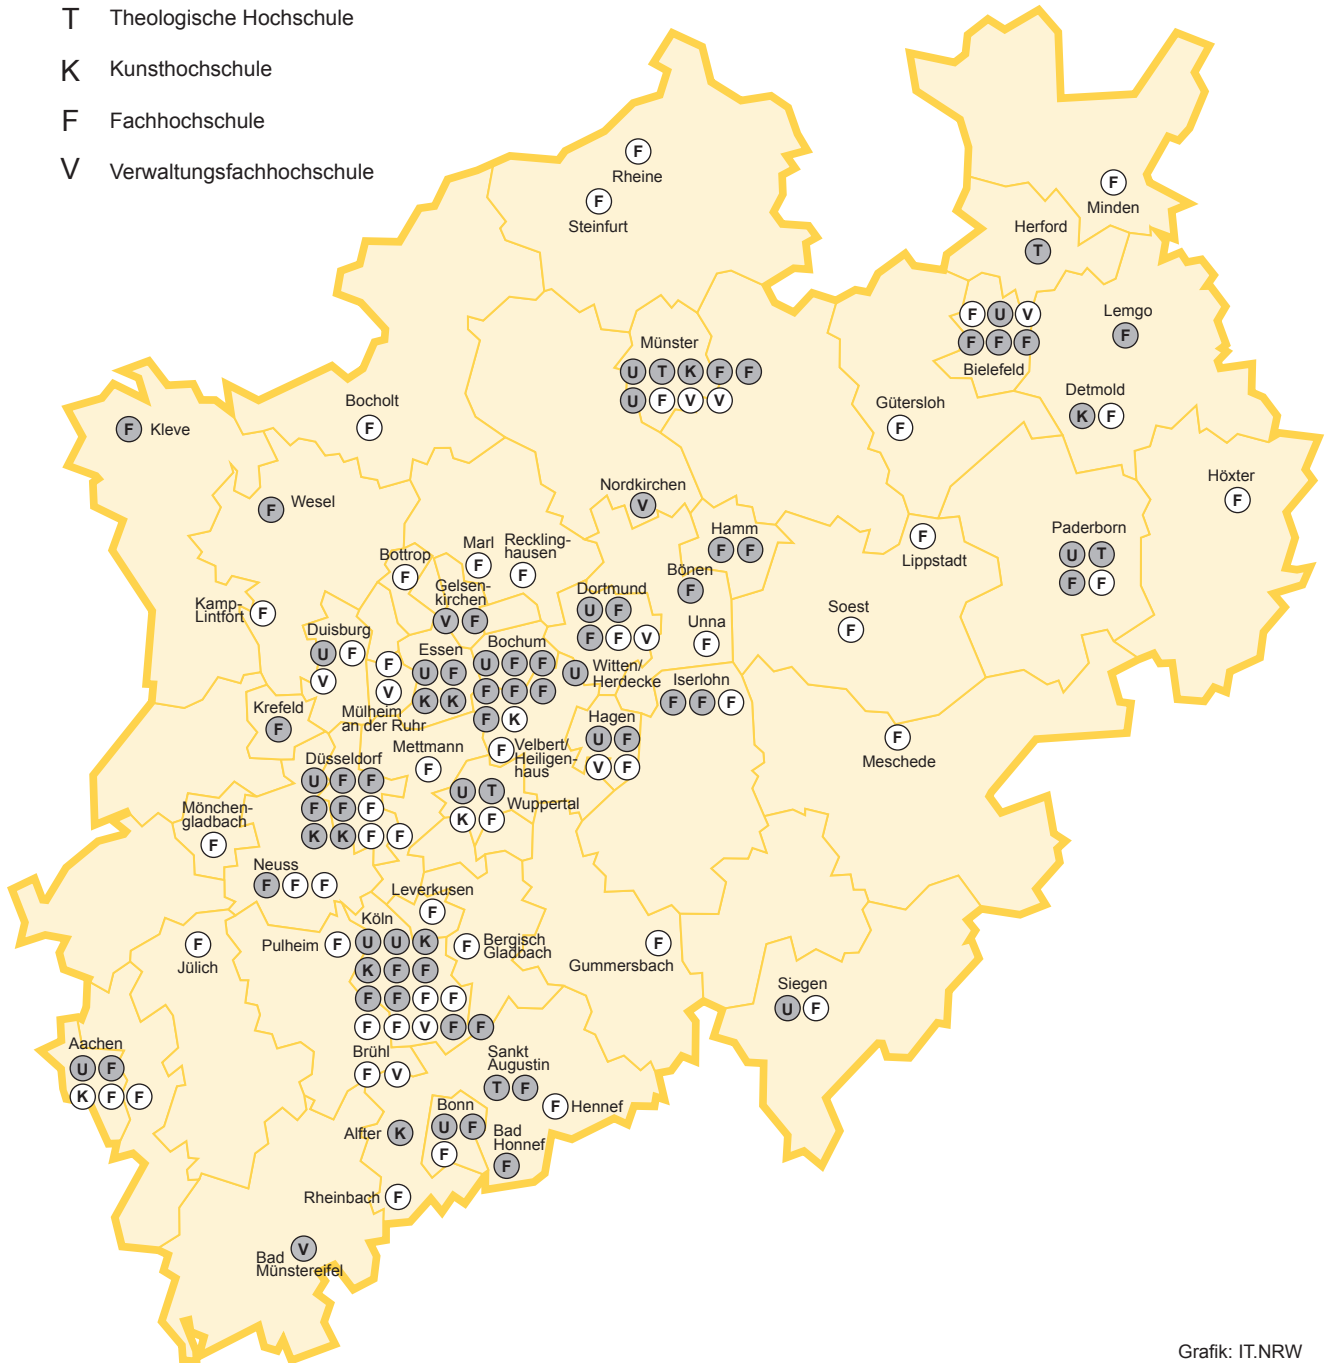 T Theologische Hochschule
K Kunsthochschule
F Fachhochschule
V Verwaltungsfachhochschule
F
Rheine
F
Steinfurt
F
Minden
Herford
T
F U V
F F F
Bielefeld
Lemgo
F
Detmold
K F
Münster
U T K F F
U F V V
Bocholt
F
Gütersloh
F
F Kleve
Höxter
F
Wesel
F
Nordkirchen
V
Hamm
F F
F
Lippstadt
Paderborn
U T
F F
Bottrop
F
Marl
F
Reckling-
hausen
F
Gelsen-
kirchen
V F
Bönen
F
Dortmund
U F
F F V
Unna
F
Soest
F
Kamp-
Lintfort
F
Duisburg
U F
V
F
V
Mülheim
an der Ruhr
Essen
U F
K K
Bochum
U F F
F F F
F K
U Witten/
Herdecke
Iserlohn
F F F
Krefeld
F
Hagen
U F
V F
F
Meschede
Mettmann
F
F Velbert/
Heiligen-
haus
Düsseldorf
U F F
F F F
K K F F
U T
K F
Wuppertal
Mönchen-
gladbach
F
Neuss
F F F
Leverkusen
F
Köln
U U K
K F F
F F F F
F F V F F
Pulheim F
F Bergisch
Gladbach
F
Gummersbach
F
Jülich
Siegen
U F
Aachen
U F
K F F
Brühl
F V
Sankt
Augustin
T F
F Hennef
Alfter K
Bonn
U F
F
Bad
Honnef
F
Rheinbach F
V
Bad
Münstereifel
Grafik: IT.NRW